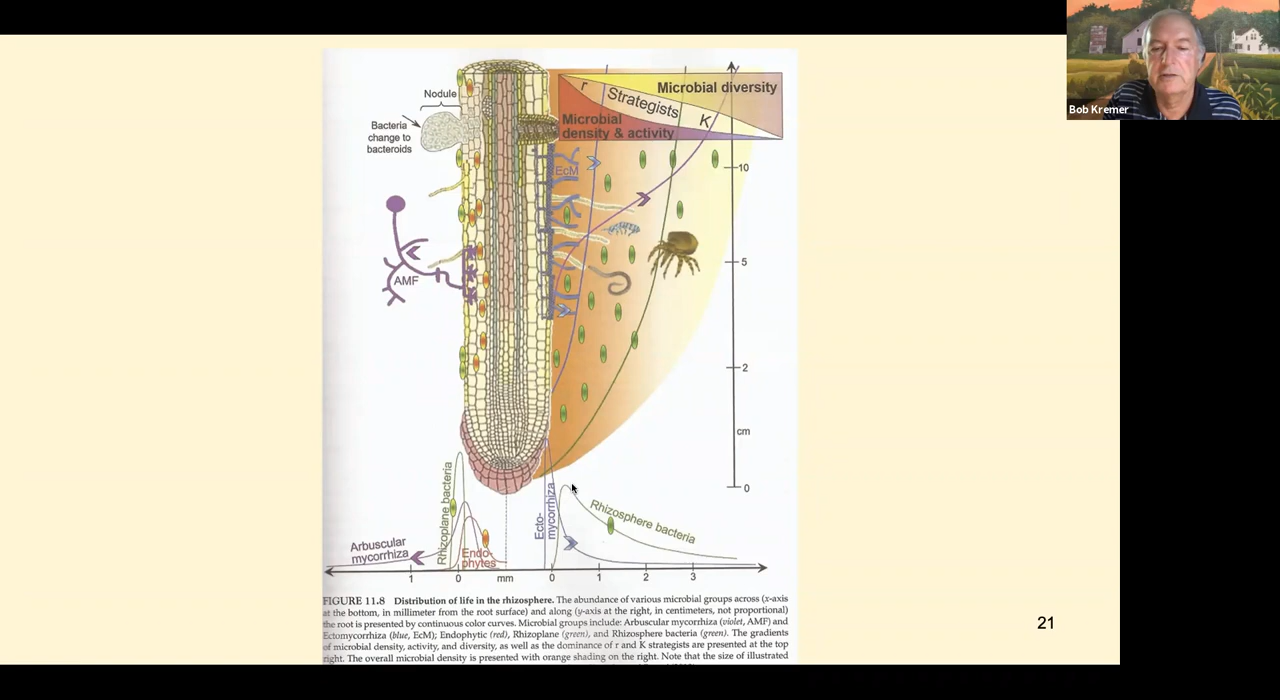 Bob Kremer
Nodule
Bacteria
change to
bacteroids
AMF
r
Strategists
K
Microbial diversity
Microbial
density & activity
EcM
10
5
2
cm
0
Rhizoplane bacteria
Arbuscular
mycorrhiza
Endo-
phytes
Ecto-
mycorrhiza
Rhizosphere bacteria
1
0
mm
0
1
2
3
FIGURE 11.8 Distribution of life in the rhizosphere. The abundance of various microbial groups across (x-axis
at the bottom, in millimeter from the root surface) and along (y-axis at the right, in centimeters, not proportional)
the root is presented by continuous color curves. Microbial groups include: Arbuscular mycorrhiza (violet, AMF) and
Ectomycorrhiza (blue, EcM); Endophytic (red), Rhizoplane (green), and Rhizosphere bacteria (green). The gradients
of microbial density, activity, and diversity, as well as the dominance of r and K strategists are presented at the top
right. The overall microbial density is presented with orange shading on the right. Note that the size of illustrated
21